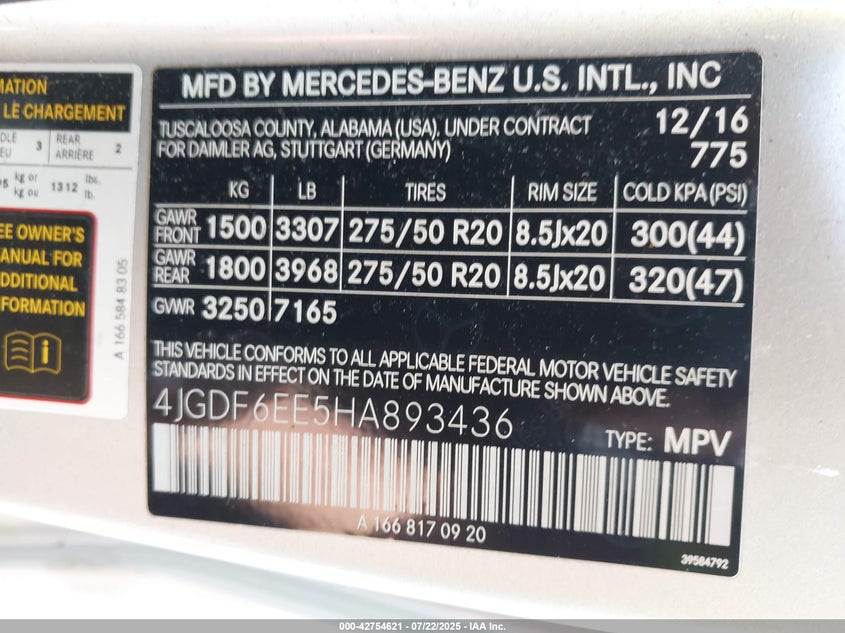 MATION
LE CHARGEMENT
3 REAR ARRIÈRE 2
kg or kg ou 1312 lbs. lb.
EE OWNER'S
ANUAL FOR
DDITIONAL
FORMATION
A 166 584 83 05
MFD BY MERCEDES-BENZ U.S. INTL., INC
TUSCALOOSA COUNTY, ALABAMA (USA), UNDER CONTRACT
FOR DAIMLER AG, STUTTGART (GERMANY)
12/16
775
KG LB TIRES RIM SIZE COLD KPA (PSI)
GAWR FRONT 1500 3307 275/50 R20 8.5Jx20 300(44)
GAWR REAR 1800 3968 275/50 R20 8.5Jx20 320(47)
GVWR 3250 7165
THIS VEHICLE CONFORMS TO ALL APPLICABLE FEDERAL MOTOR VEHICLE SAFETY
STANDARDS IN EFFECT ON THE DATE OF MANUFACTURE SHOWN ABOVE.
4JGDF6EE5HA893436
TYPE: MPV
A 166 817 09 20
39584792
000-42754621 - 07/22/2025 - IAA Inc.